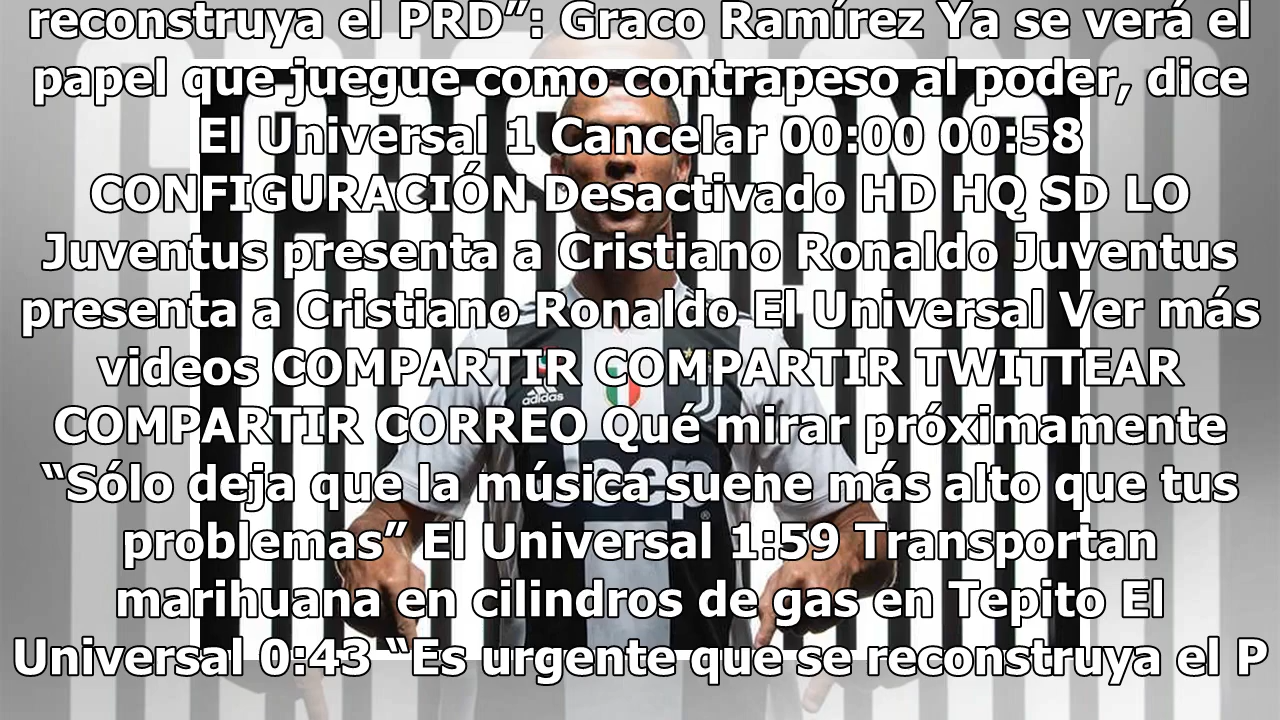 reconstruya el PRD”: Graco Ramírez Ya se verá el
papel que juegue como contrapeso al poder, dice
El Universal 1 Cancelar 00:00 00:58
CONFIGURACIÓN Desactivado HD HQ SD LO
Juventus presenta a Cristiano Ronaldo Juventus
presenta a Cristiano Ronaldo El Universal Ver más
videos COMPARTIR COMPARTIR TWITTEAR
COMPARTIR CORREO Qué mirar próximamente
“Sólo deja que la música suene más alto que tus
problemas” El Universal 1:59 Transportan
marihuana en cilindros de gas en Tepito El
Universal 0:43 “Es urgente que se reconstruya el P
adidas
Jeep